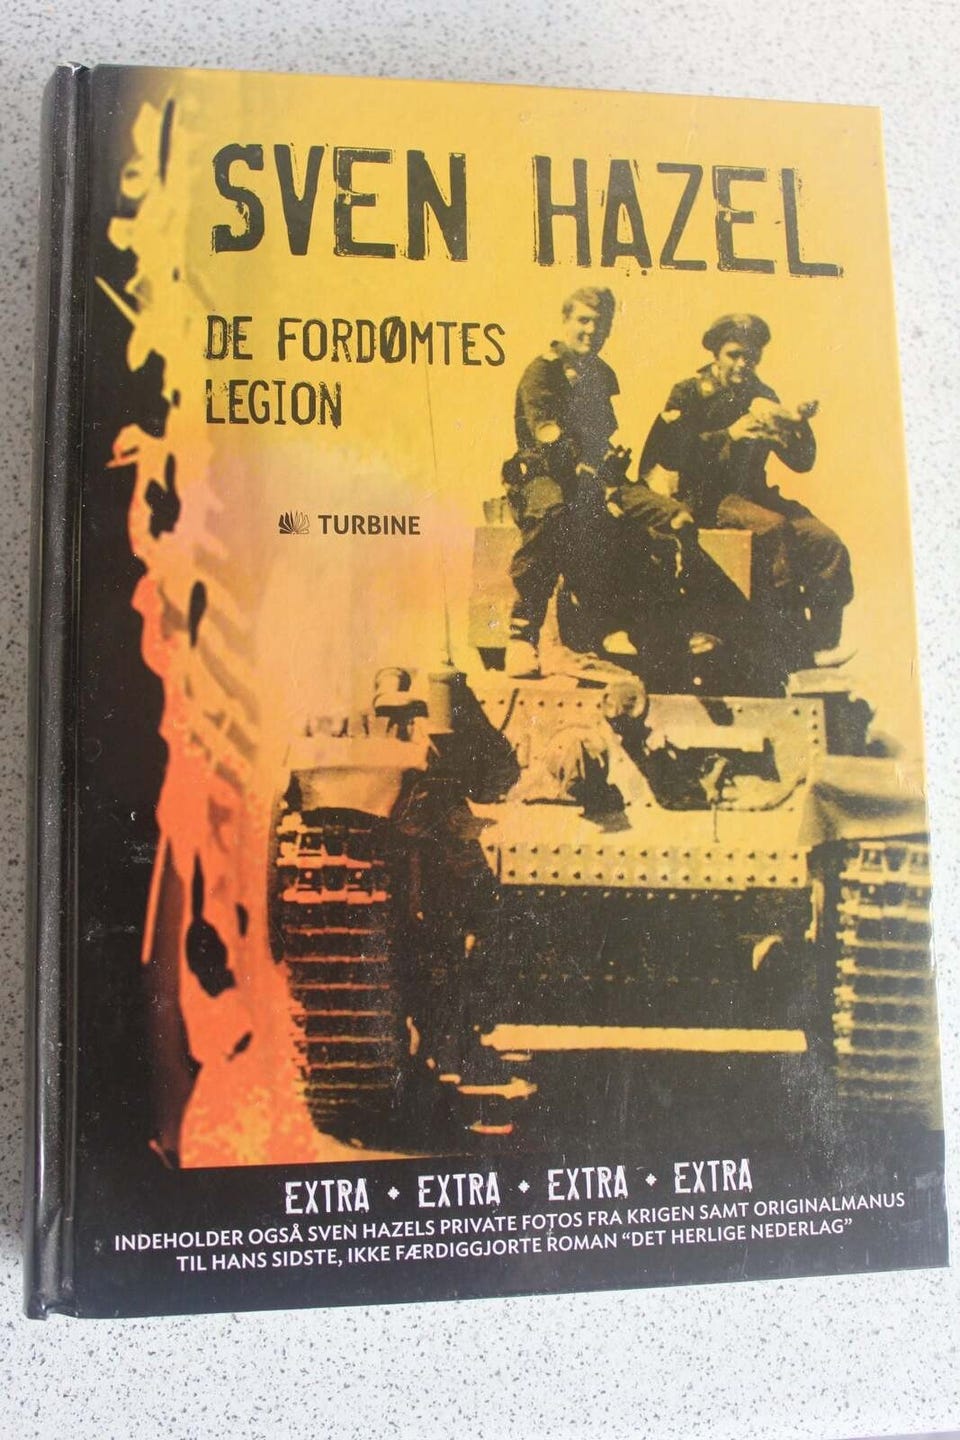 SVEN HAZEL
DE FORDØMTES
LEGION
TURBINE
EXTRA • EXTRA • EXTRA • EXTRA
INDEHOLDER OGSÅ SVEN HAZELS PRIVATE FOTOS FRA KRIGEN SAMT ORIGINALMANUS
TIL HANS SIDSTE, IKKE FÆRDIGGJORTE ROMAN “DET HERLIGE NEDERLAG”